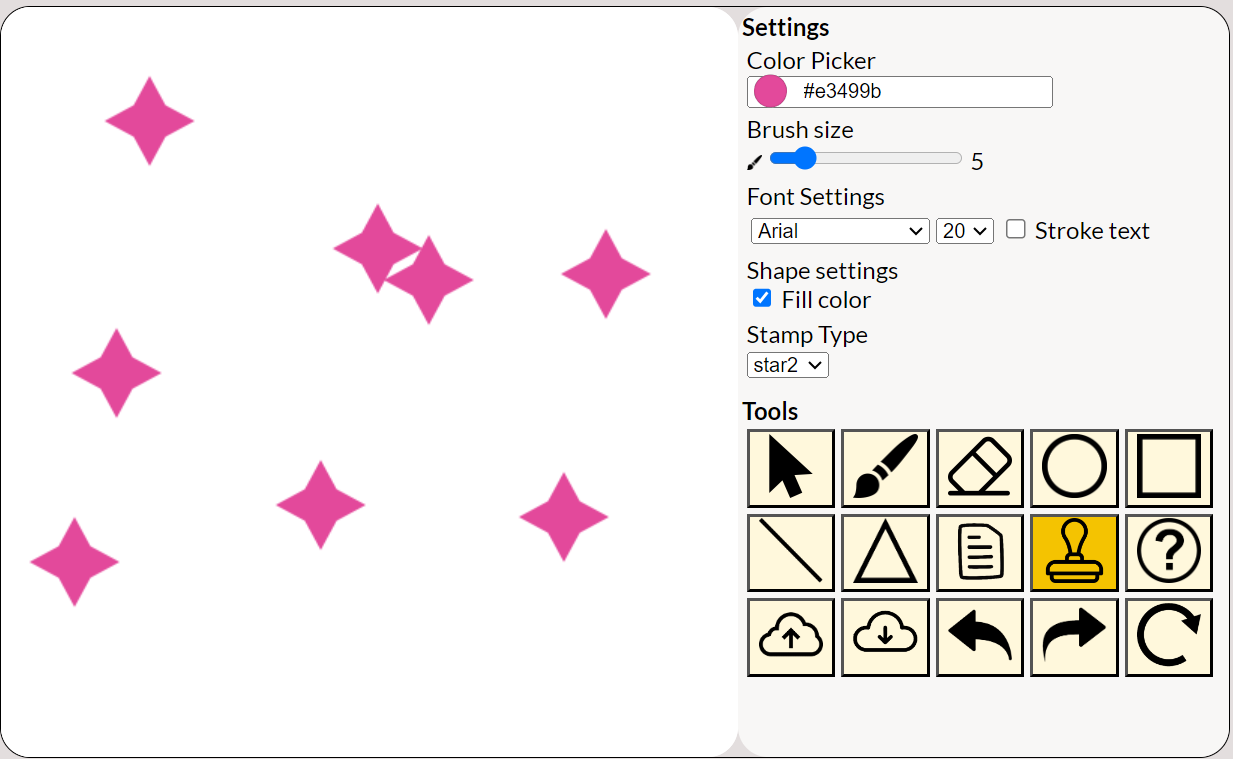 Settings
Color Picker
#e3499b
Brush size
5
Font Settings
Arial 20 Stroke text
Shape settings
Fill color
Stamp Type
star2
Tools
?